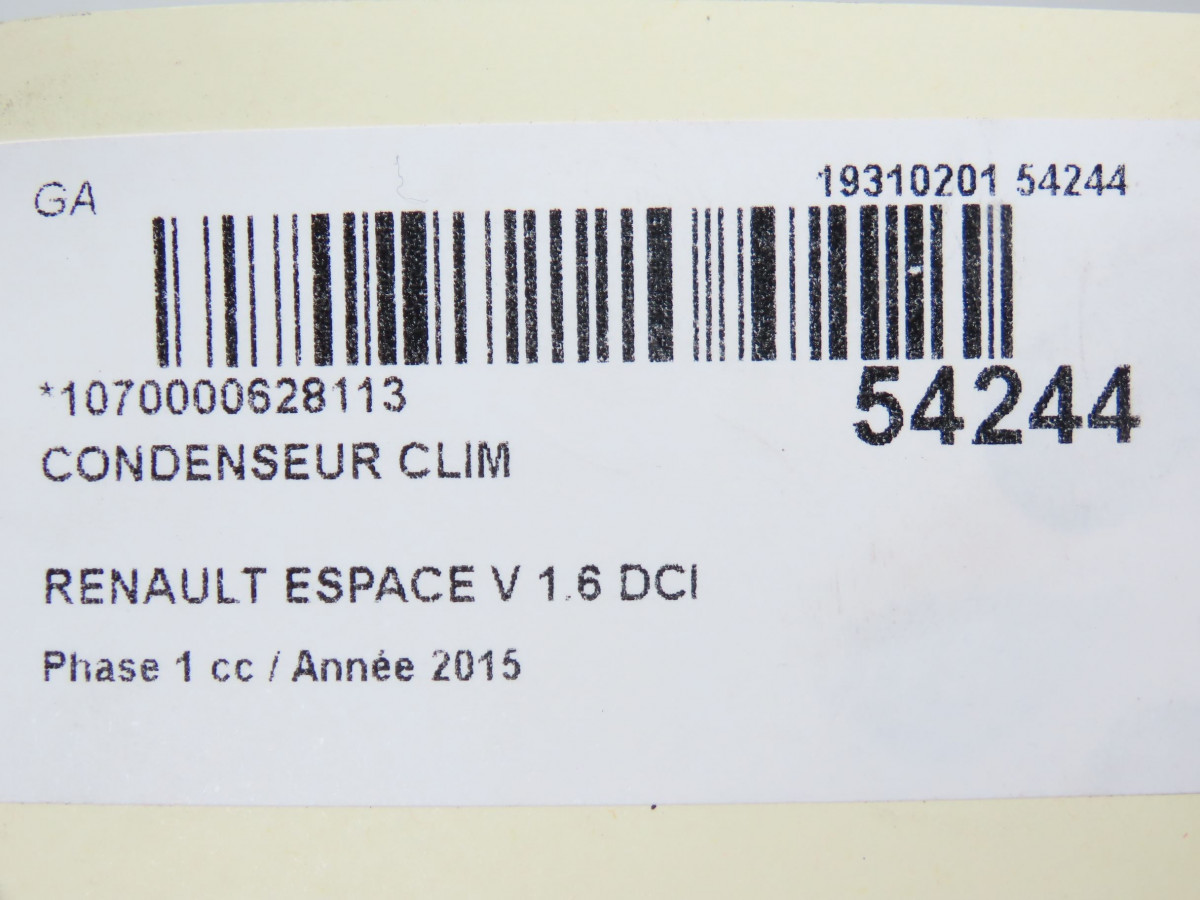 GA
19310201 54244
*1070000628113
54244
CONDENSEUR CLIM
RENAULT ESPACE V 1.6 DCI
Phase 1 cc / Année 2015